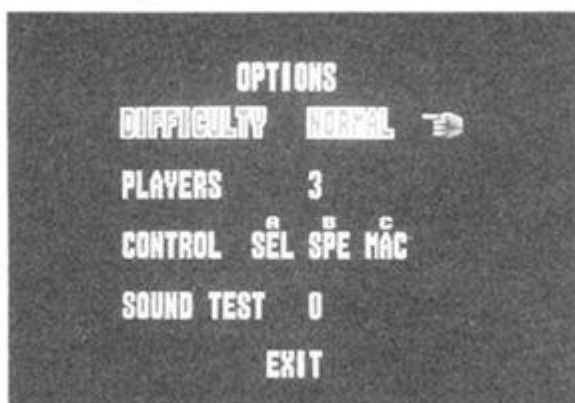 OPTIONS
DIFFICULTY NORMAL
PLAYERS 3
A B C
CONTROL SEL SPE MAC
SOUND TEST 0
EXIT